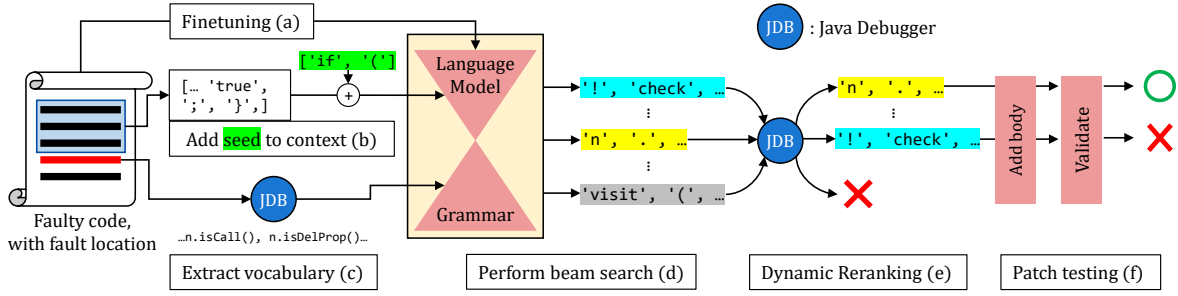 Finetuning (a)
JDB
: Java Debugger
['if', '(']
[… 'true',
';', '}',]
+
Add seed to context (b)
Language
Model
Grammar
'!', 'check', …
⋮
'n', '.', …
⋮
'visit', '(', …
JDB
'n', '.', …
⋮
'!', 'check', …
Add body
Validate
JDB
Faulty code,
with fault location
…n.isCall(), n.isDelProp()…
Extract vocabulary (c)
Perform beam search (d)
Dynamic Reranking (e)
Patch testing (f)